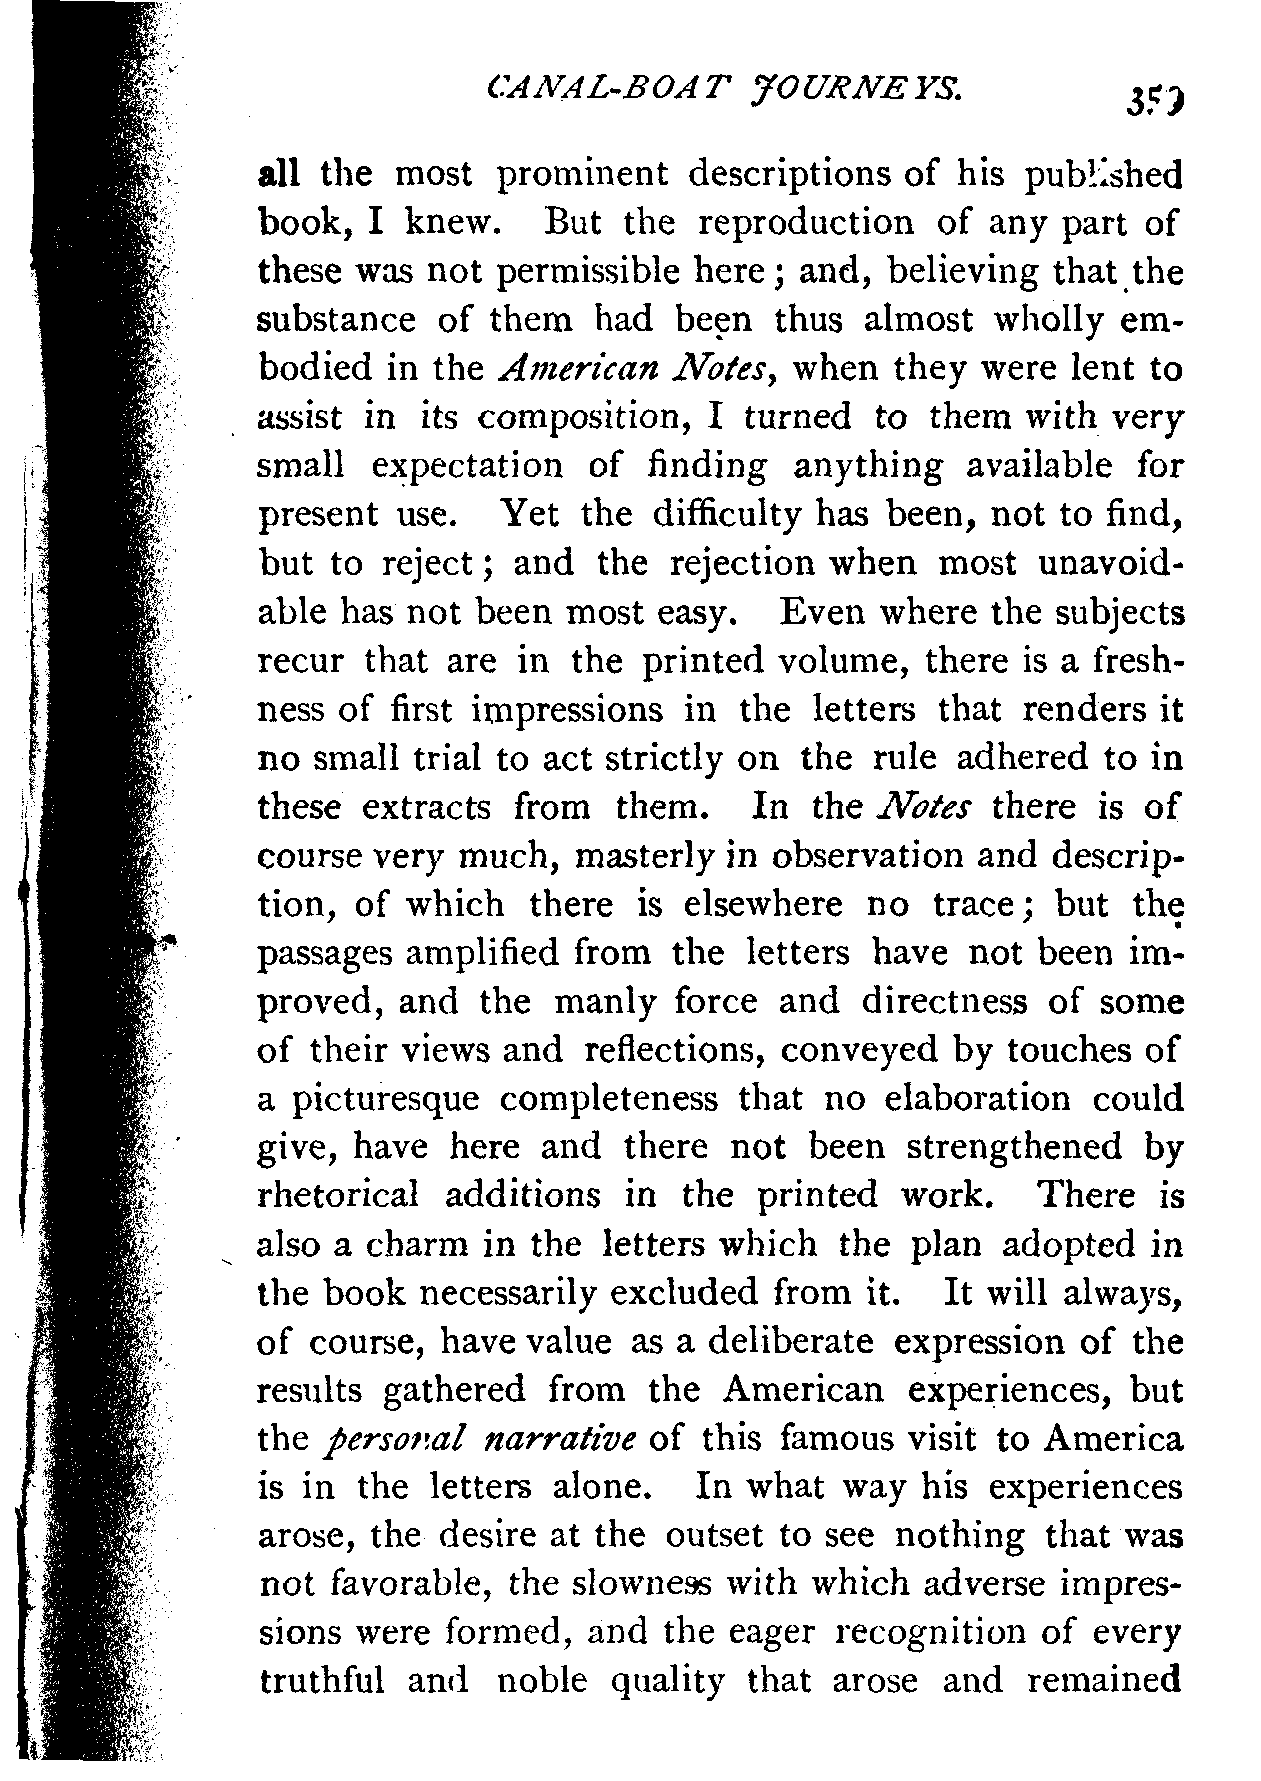 CANAL-BOAT JOURNEYS.
all the most prominent descriptions of his published
book, I knew. But the reproduction of any part of
these was not permissible here; and, believing that the
substance of them had been thus almost wholly em-
bodied in the American Notes, when they were lent to
assist in its composition, I turned to them with very
small expectation of finding anything available for
present use. Yet the difficulty has been, not to find,
but to reject; and the rejection when most unavoid-
able has not been most easy. Even where the subjects
recur that are in the printed volume, there is a fresh-
ness of first impressions in the letters that renders it
no small trial to act strictly on the rule adhered to in
these extracts from them. In the Notes there is of
course very much, masterly in observation and descrip-
tion, of which there is elsewhere no trace; but the
passages amplified from the letters have not been im-
proved, and the manly force and directness of some
of their views and reflections, conveyed by touches of
a picturesque completeness that no elaboration could
give, have here and there not been strengthened by
rhetorical additions in the printed work. There is
also a charm in the letters which the plan adopted in
the book necessarily excluded from it. It will always,
of course, have value as a deliberate expression of the
results gathered from the American experiences, but
the personal narrative of this famous visit to America
is in the letters alone. In what way his experiences
arose, the desire at the outset to see nothing that was
not favorable, the slowness with which adverse impres-
sions were formed, and the eager recognition of every
truthful and noble quality that arose and remained